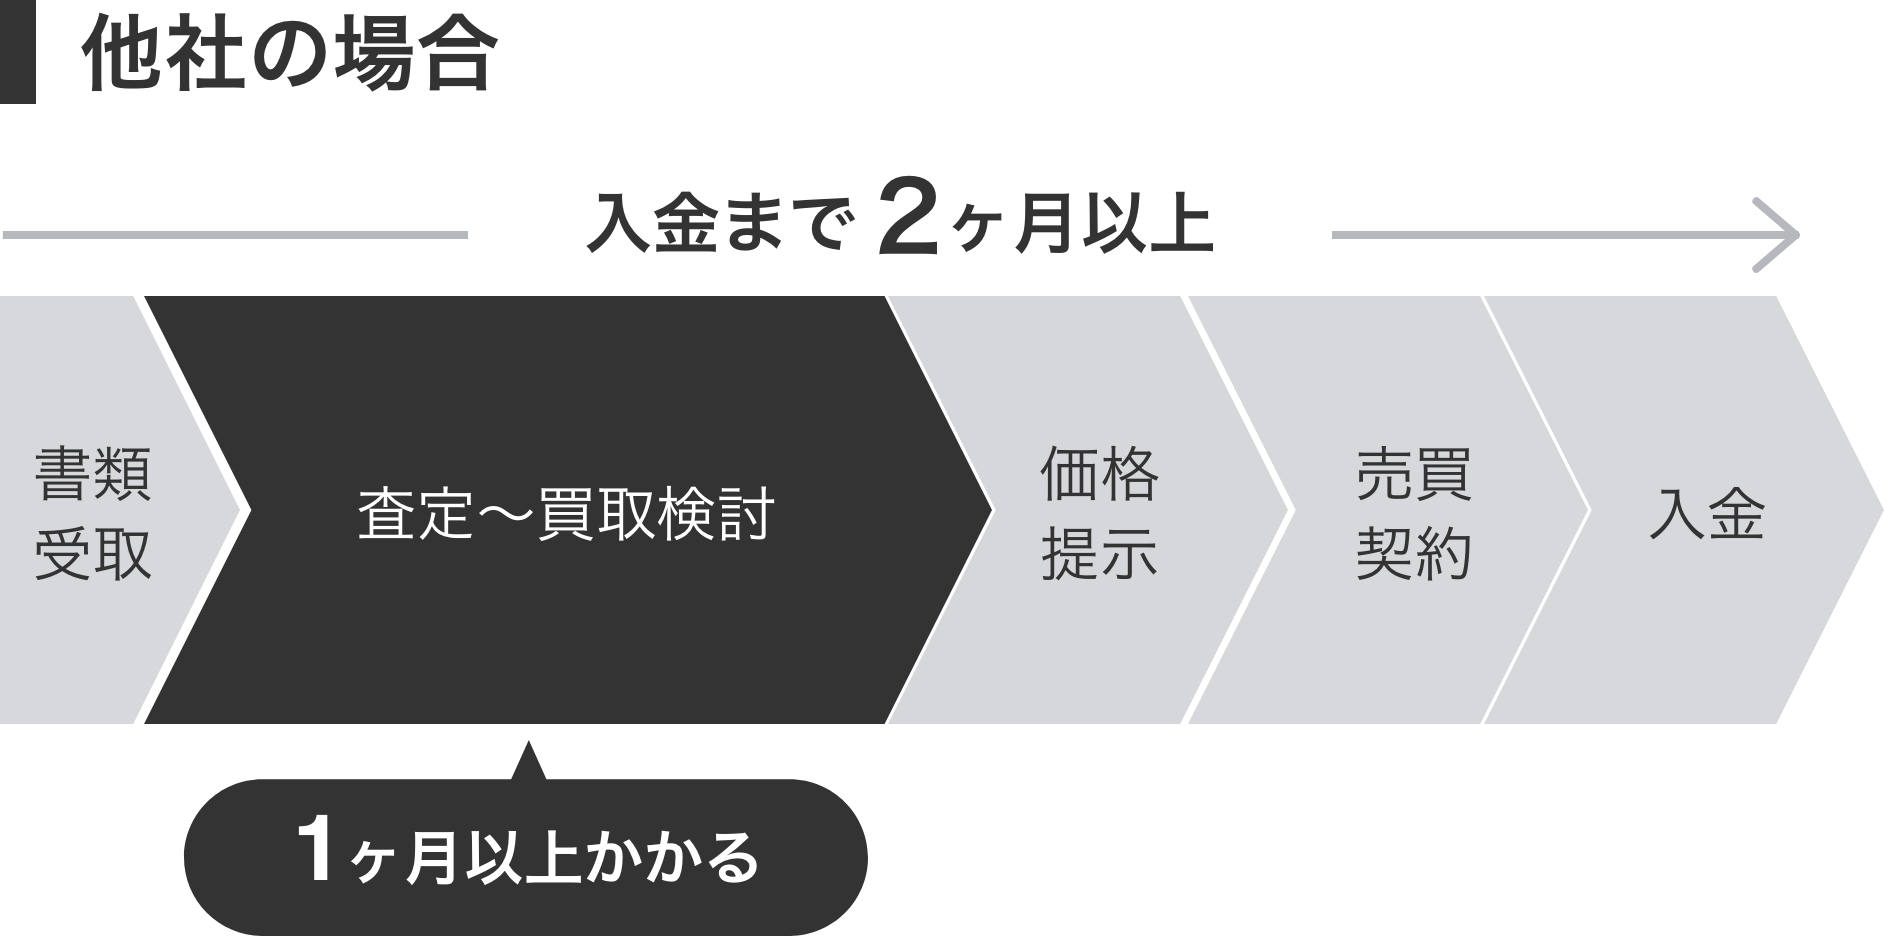 他社の場合
入金まで2ヶ月以上
書類
受取
査定〜買取検討
価格
提示
売買
契約
入金
1ヶ月以上かかる